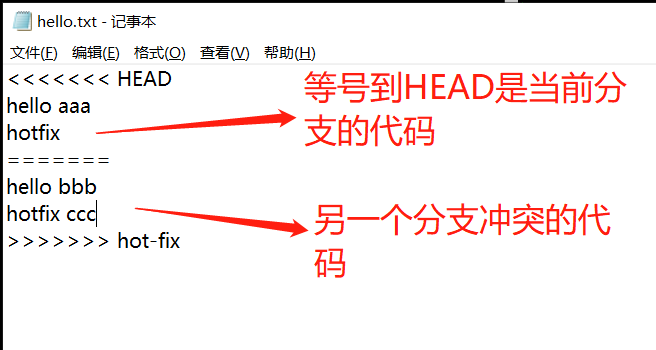 hello.txt - 记事本
文件(F) 编辑(E) 格式(O) 查看(V) 帮助(H)
<<<<<<< HEAD
hello aaa
hotfix
=======
hello bbb
hotfix ccc
>>>>>>> hot-fix
等号到HEAD是当前分
支的代码
另一个分支冲突的代
码